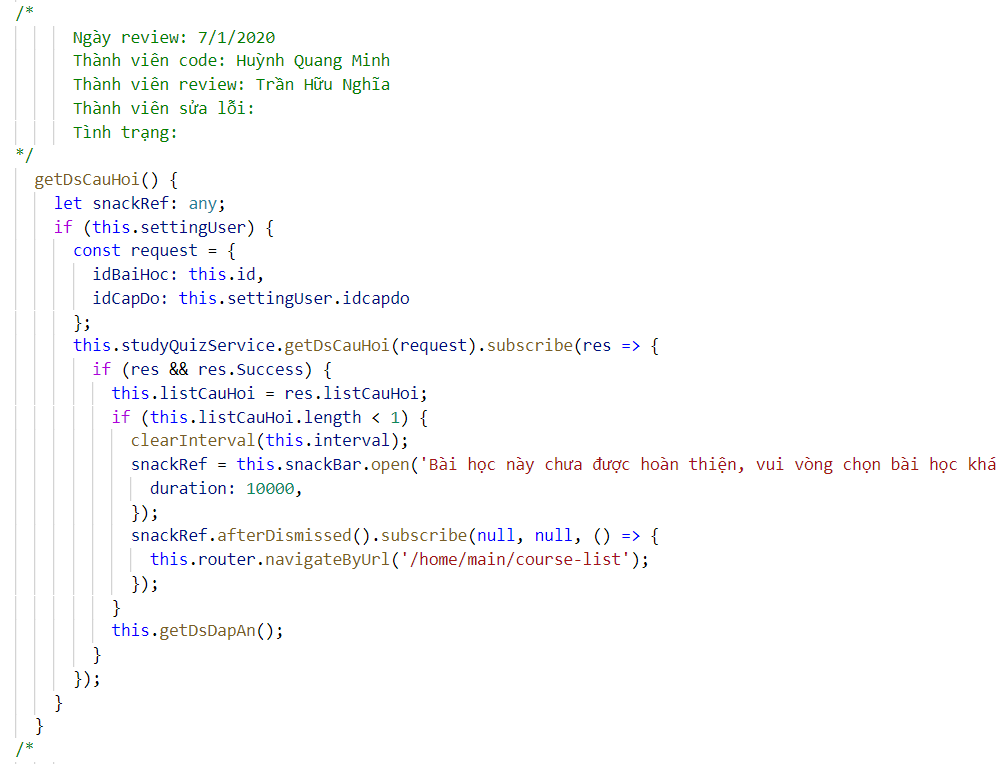 /*
Ngày review: 7/1/2020
Thành viên code: Huỳnh Quang Minh
Thành viên review: Trần Hữu Nghĩa
Thành viên sửa lỗi:
Tình trạng:
*/
getDsCauHoi() {
let snackRef: any;
if (this.settingUser) {
const request = {
idBaiHoc: this.id,
idCapDo: this.settingUser.idcapdo
};
this.studyQuizService.getDsCauHoi(request).subscribe(res => {
if (res && res.Success) {
this.listCauHoi = res.listCauHoi;
if (this.listCauHoi.length < 1) {
clearInterval(this.interval);
snackRef = this.snackBar.open('Bài học này chưa được hoàn thiện, vui vòng chọn bài học khá
duration: 10000,
});
snackRef.afterDismissed().subscribe(null, null, () => {
this.router.navigateByUrl('/home/main/course-list');
});
}
this.getDsDapAn();
}
});
}
}
/*